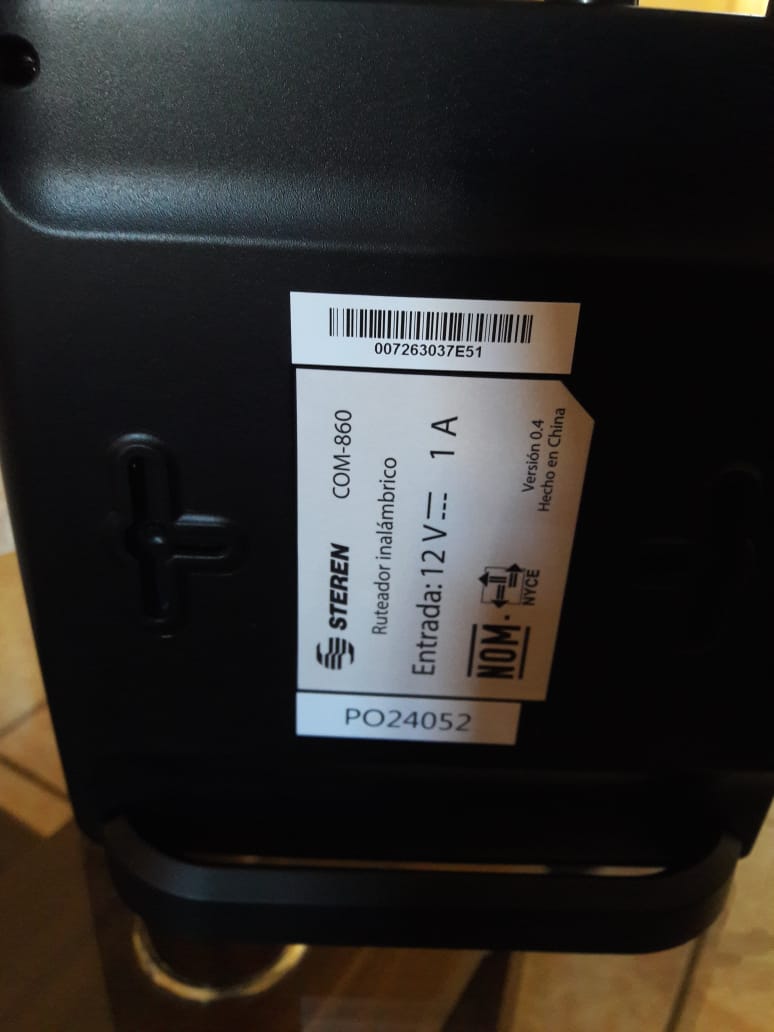 007263037E51
STEREN COM-860
Ruteador inalámbrico
Entrada: 12 V 1 A
NOM-
NYCE
Versión 0.4
Hecho en China
PO24052